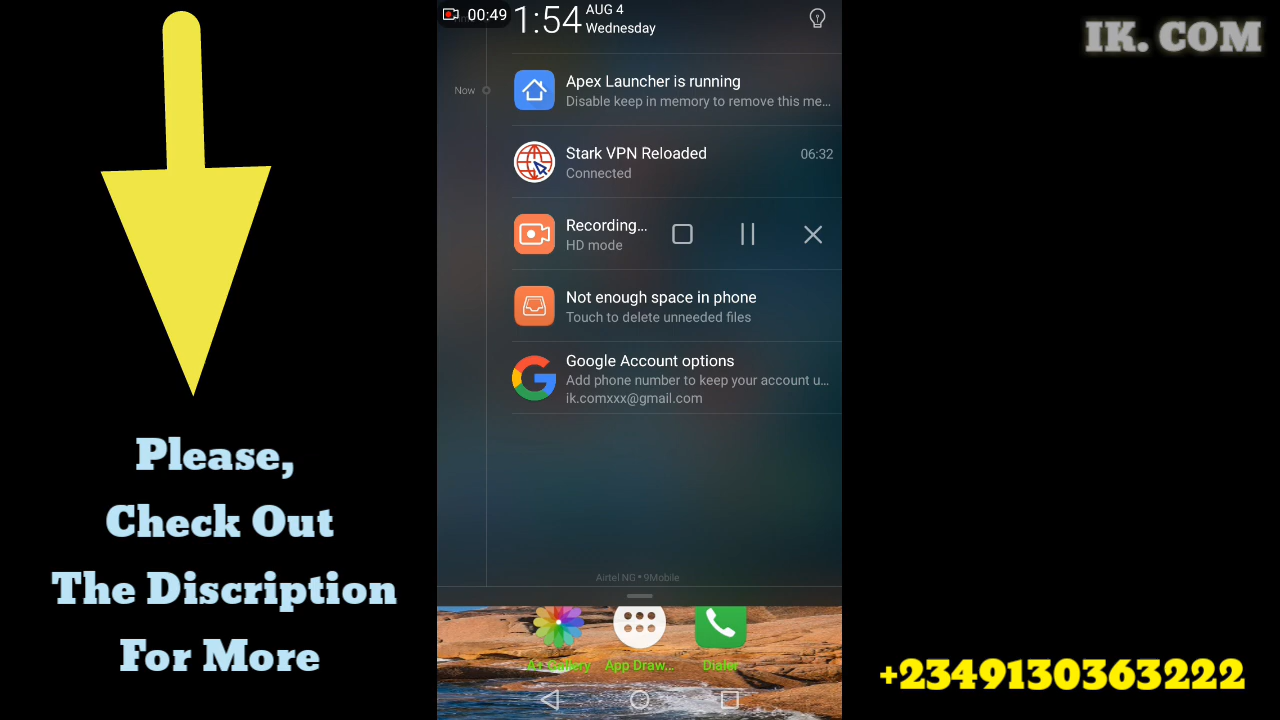 00:49
1:54
AUG 4
Wednesday
IK. COM
Now
Apex Launcher is running
Disable keep in memory to remove this me...
Stark VPN Reloaded
06:32
Connected
Recording...
HD mode
Not enough space in phone
Touch to delete unneeded files
Google Account options
Add phone number to keep your account u...
ik.comxxx@gmail.com
Please,
Check Out
The Discription
For More
Airtel NG • 9Mobile
A+ Gallery
App Draw...
Dialer
+2349130363222